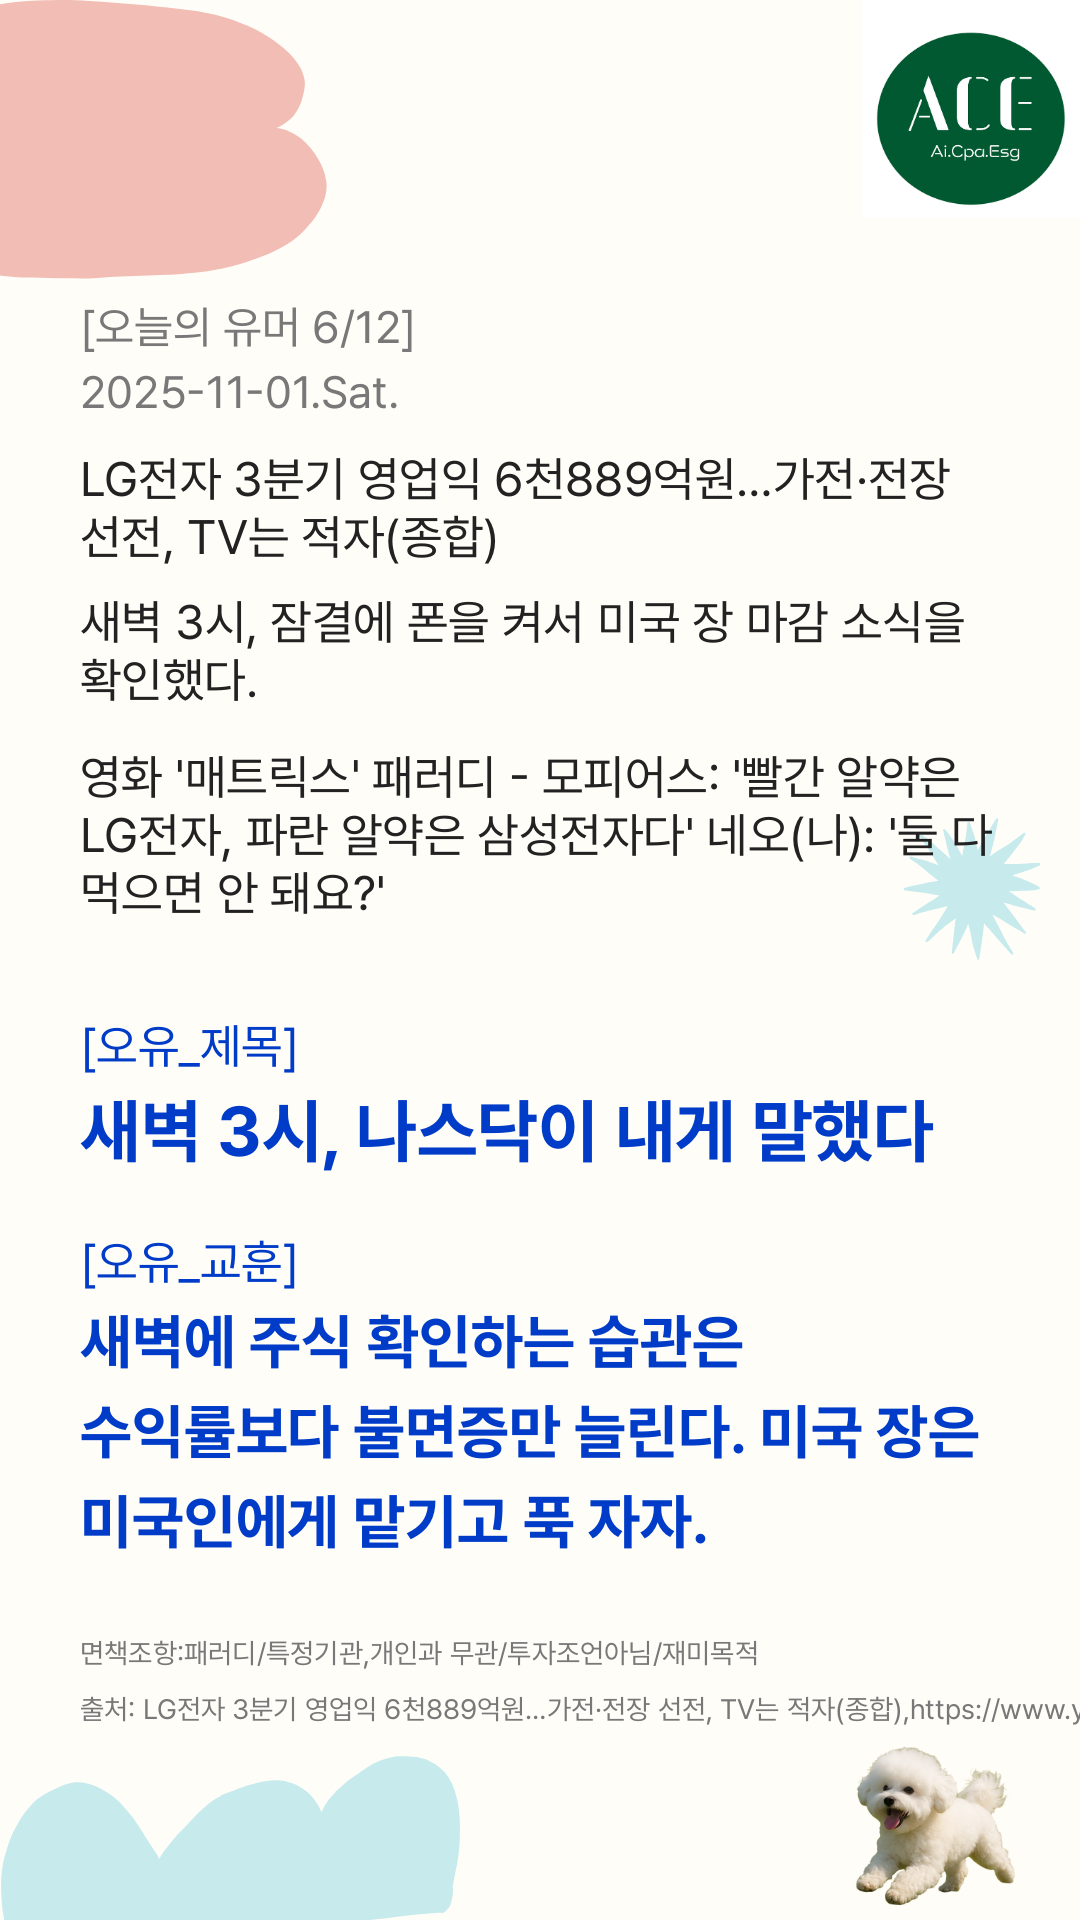 ACE
Ai.Cpa.Esg
[오늘의 유머 6/12]
2025-11-01.Sat.
LG전자 3분기 영업익 6천889억원...가전·전장
선전, TV는 적자(종합)
새벽 3시, 잠결에 폰을 켜서 미국 장 마감 소식을
확인했다.
영화 '매트릭스' 패러디 - 모피어스: '빨간 알약은
LG전자, 파란 알약은 삼성전자다' 네오(나): '둘 다
먹으면 안 돼요?'
[오유_제목]
새벽 3시, 나스닥이 내게 말했다
[오유_교훈]
새벽에 주식 확인하는 습관은
수익률보다 불면증만 늘린다. 미국 장은
미국인에게 맡기고 푹 자자.
면책조항:패러디/특정기관,개인과 무관/투자조언아님/재미목적
출처: LG전자 3분기 영업익 6천889억원...가전·전장 선전, TV는 적자(종합),https://www.y